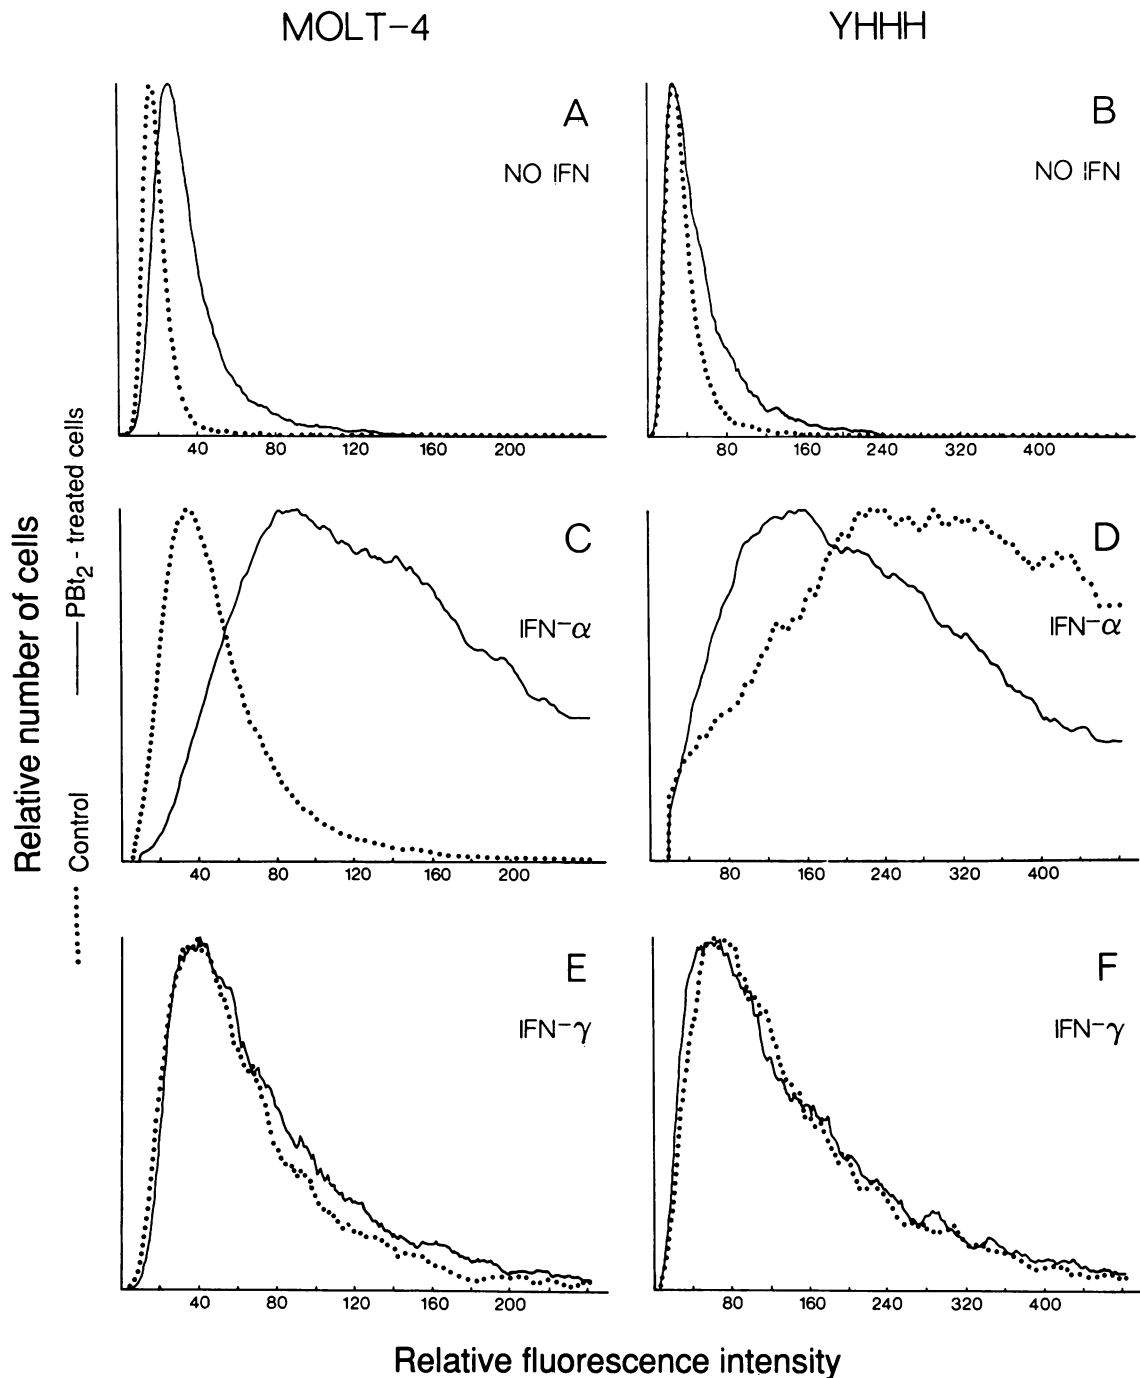 MOLT-4 YHHH
A
NO IFN
40 80 120 160 200
B
NO IFN
80 160 240 320 400
C
IFN-α
40 80 120 160 200
D
IFN-α
80 160 240 320 400
E
IFN-γ
40 80 120 160 200
F
IFN-γ
80 160 240 320 400
Relative number of cells
Control PBt₂ - treated cells
Relative fluorescence intensity